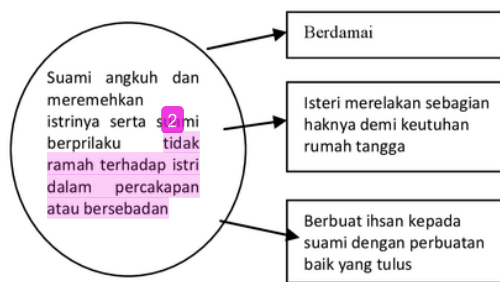 Suami angkuh dan
meremehkan
istrinya serta suami
berprilaku tidak
ramah terhadap istri
dalam percakapan
atau bersebadan
2
Berdamai
Isteri merelakan sebagian
haknya demi keutuhan
rumah tangga
Berbuat ihsan kepada
suami dengan perbuatan
baik yang tulus